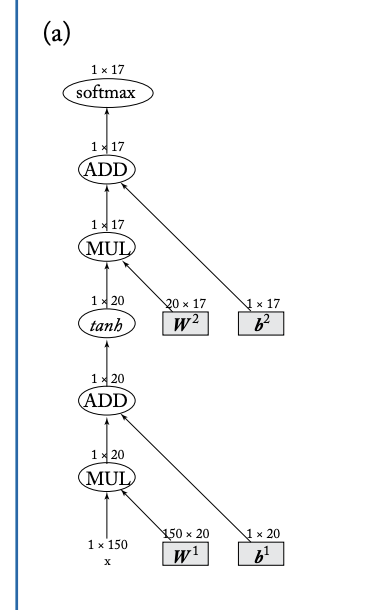 (a)
1 × 17
softmax
1 × 17
ADD
1 × 17
MUL
1 × 20
20 × 17
1 × 17
tanh
W²
b²
1 × 20
ADD
1 × 20
MUL
150 × 20
1 × 20
1 × 150
x
W¹
b¹